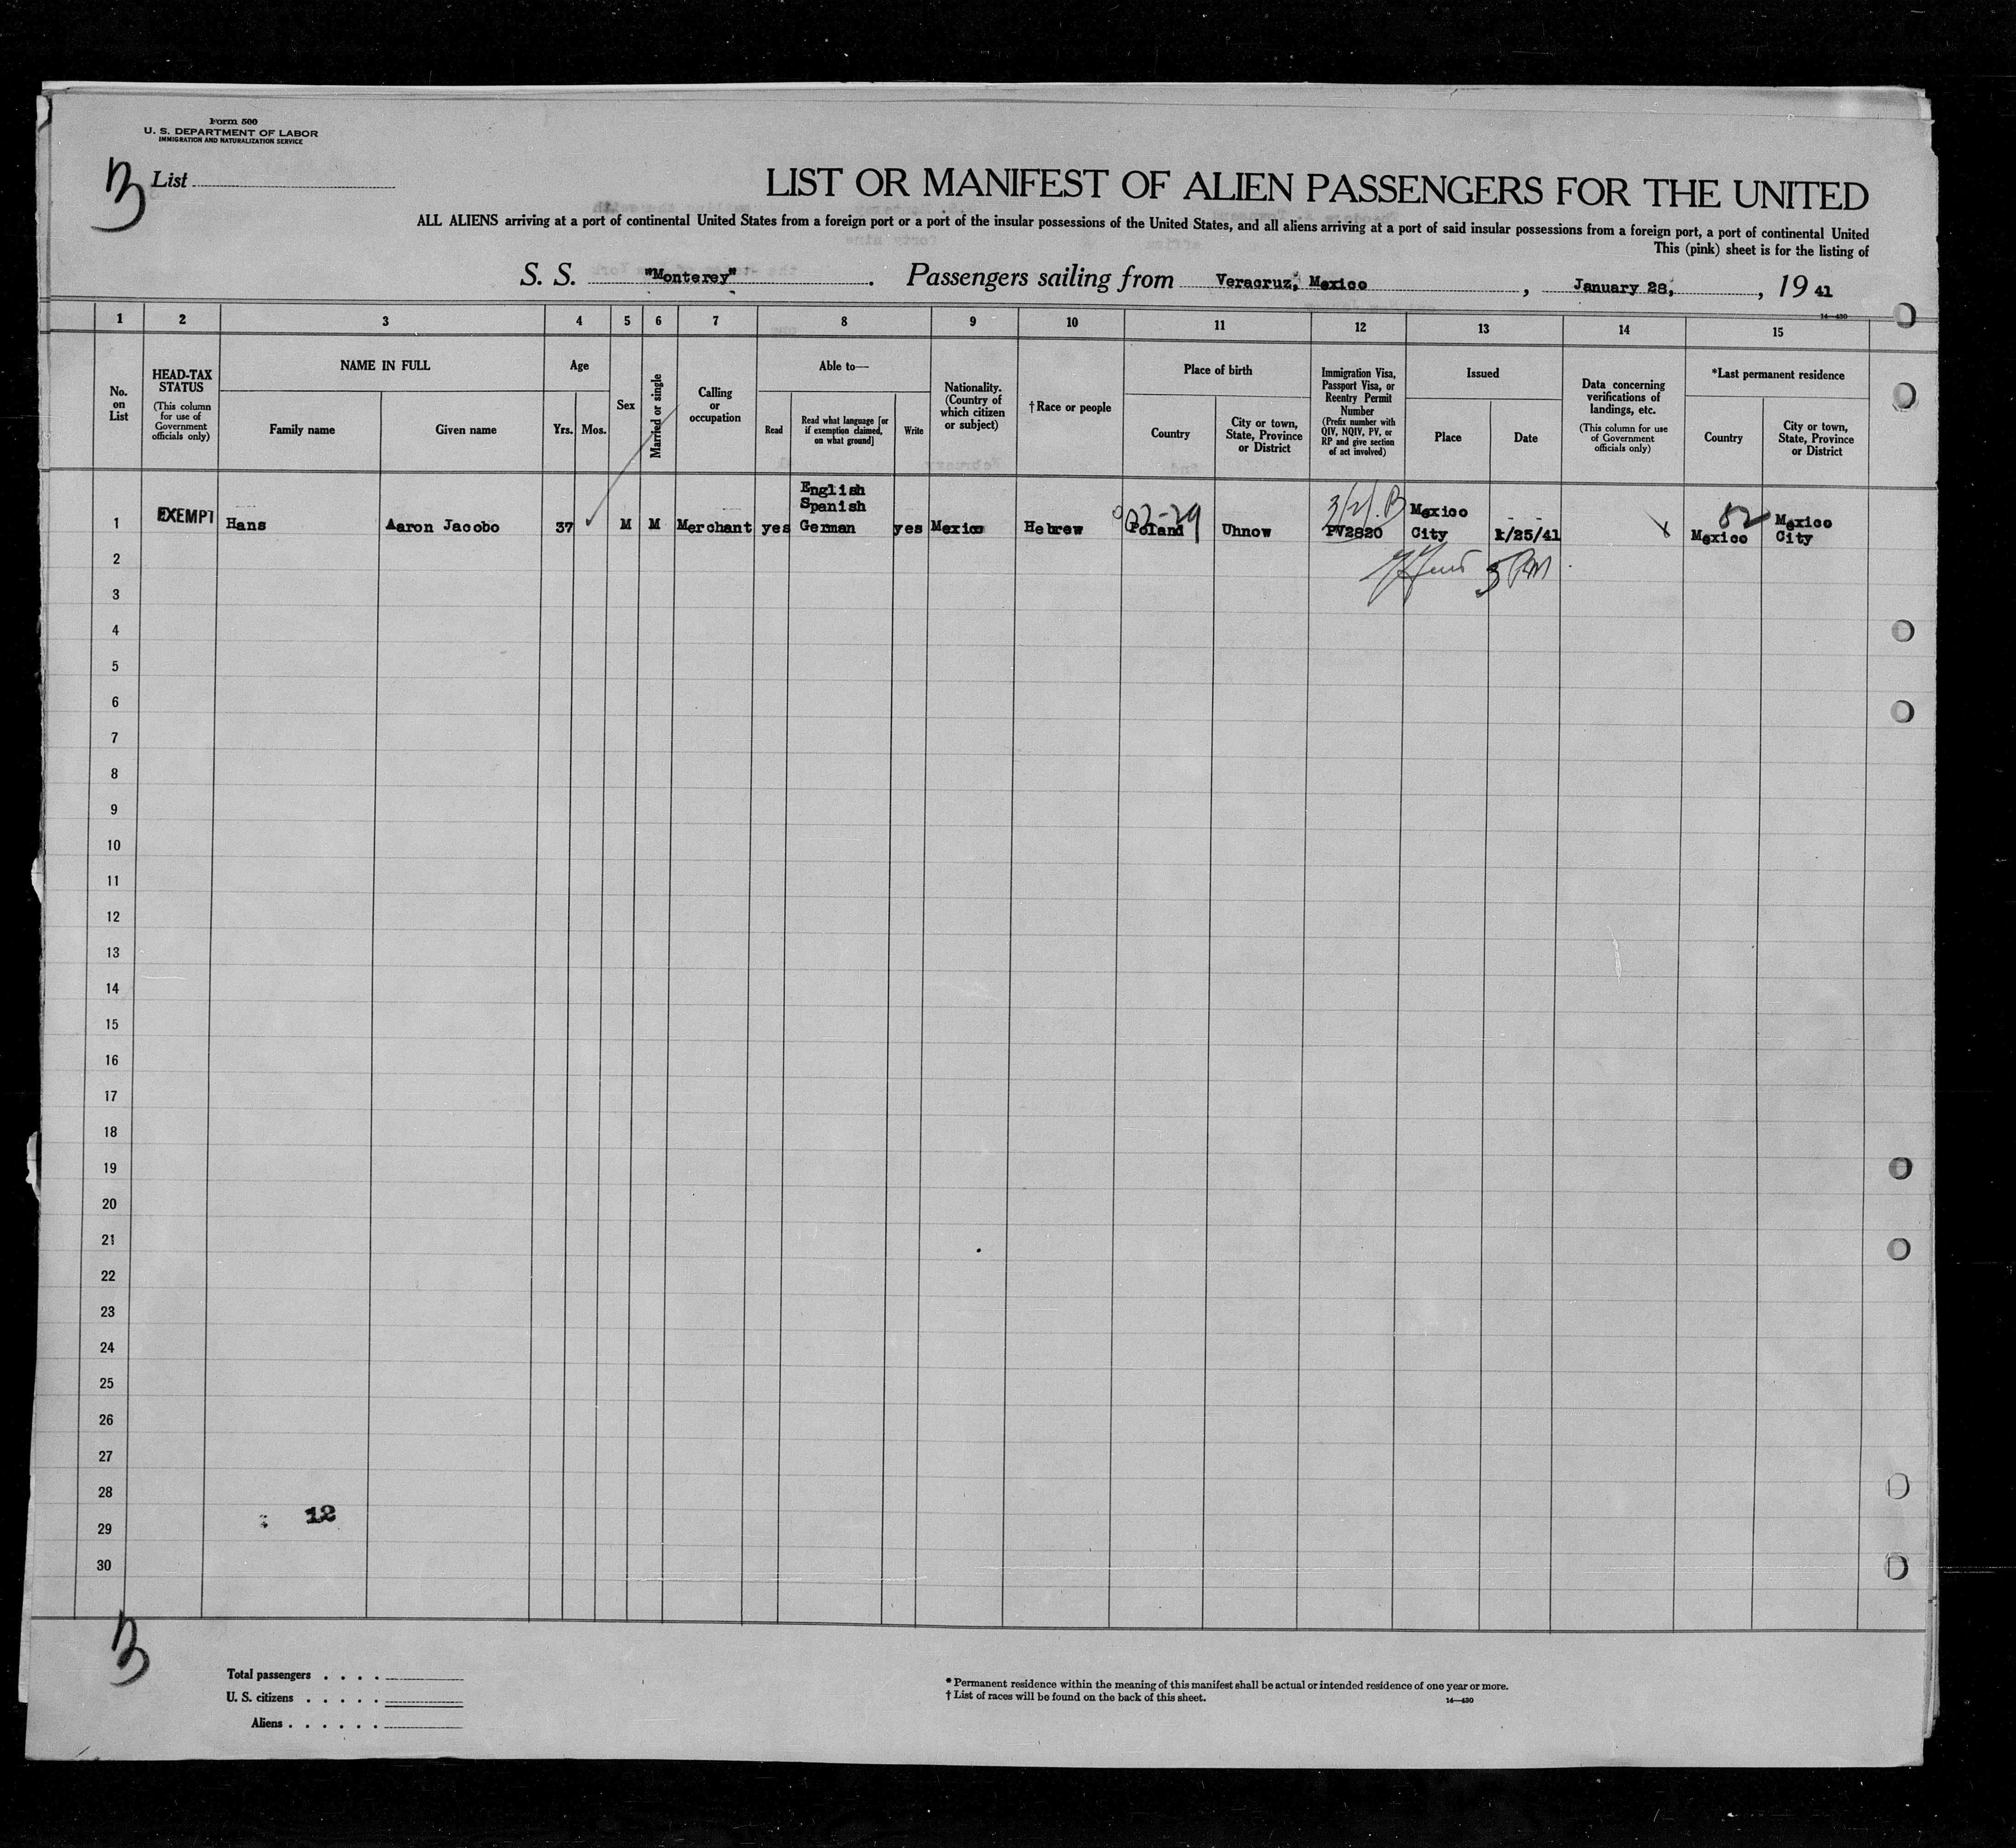 Form 500
U. S. DEPARTMENT OF LABOR
IMMIGRATION AND NATURALIZATION SERVICE
3 List
LIST OR MANIFEST OF ALIEN PASSENGERS FOR THE UNITED
ALL ALIENS arriving at a port of continental United States from a foreign port or a port of the insular possessions of the United States, and all aliens arriving at a port of said insular possessions from a foreign port, a port of continental United
This (pink) sheet is for the listing of
S. S. "Monterey". Passengers sailing from Veracruz, Mexico, January 28, , 19 41
14—430
1 2 3 4 5 6 7 8 9 10 11 12 13 14 15
No. on List
HEAD-TAX STATUS
(This column for use of Government officials only)
NAME IN FULL
Family name
Given name
Age
Yrs. Mos.
Sex
Married or single
Calling or occupation
Able to—
Read
Read what language [or if exemption claimed, on what ground]
Write
Nationality. (Country of which citizen or subject)
†Race or people
Place of birth
Country
City or town, State, Province or District
Immigration Visa, Passport Visa, or Reentry Permit Number
(Prefix number with QIV, NQIV, PV, or RP and give section of act involved)
Issued
Place
Date
Data concerning verifications of landings, etc.
(This column for use of Government officials only)
*Last permanent residence
Country
City or town, State, Province or District
1 EXEMPT Hans Aaron Jacobo 37 M M Merchant yes English Spanish German yes Mexico Hebrew Poland Uhnow 3/2/.B PV2820 Mexico City 1/25/41 52 Mexico Mexico City
2
3
4
5
6
7
8
9
10
11
12
13
14
15
16
17
18
19
20
21
22
23
24
25
26
27
28
12
29
30
3
Total passengers . . . .
U. S. citizens . . . . .
Aliens . . . . . .
* Permanent residence within the meaning of this manifest shall be actual or intended residence of one year or more.
† List of races will be found on the back of this sheet.
14—430